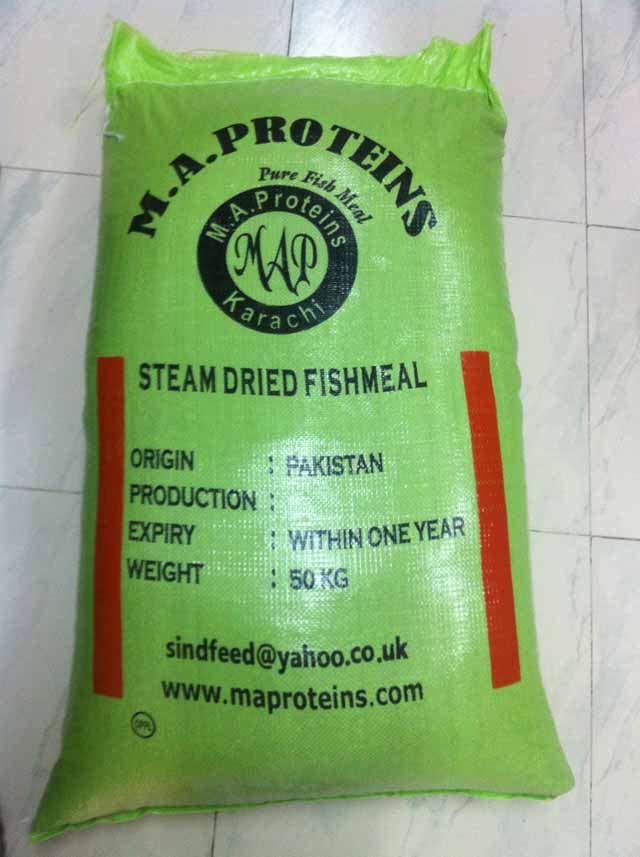 M.A.PROTEINS
Pure Fish Meal
M.A.Proteins
MAP
Karachi
STEAM DRIED FISHMEAL
ORIGIN : PAKISTAN
PRODUCTION :
EXPIRY : WITHIN ONE YEAR
WEIGHT : 50 KG
sindfeed@yahoo.co.uk
www.maproteins.com